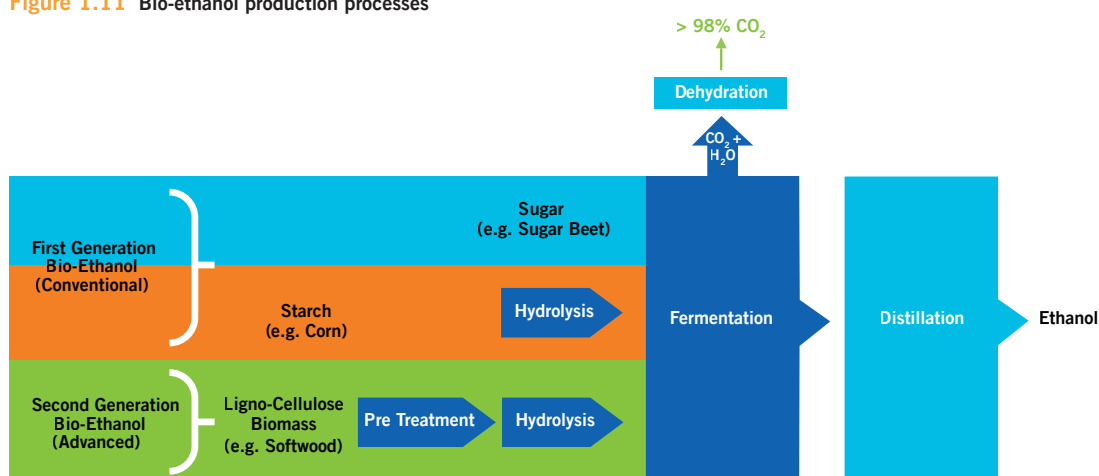 Figure 1.11 Bio-ethanol production processes
> 98% CO₂
Dehydration
CO₂ +
H₂O
Sugar
(e.g. Sugar Beet)
First Generation
Bio-Ethanol
(Conventional)
Starch
(e.g. Corn)
Hydrolysis
Fermentation
Distillation
Ethanol
Second Generation
Bio-Ethanol
(Advanced)
Ligno-Cellulose
Biomass
(e.g. Softwood)
Pre Treatment
Hydrolysis